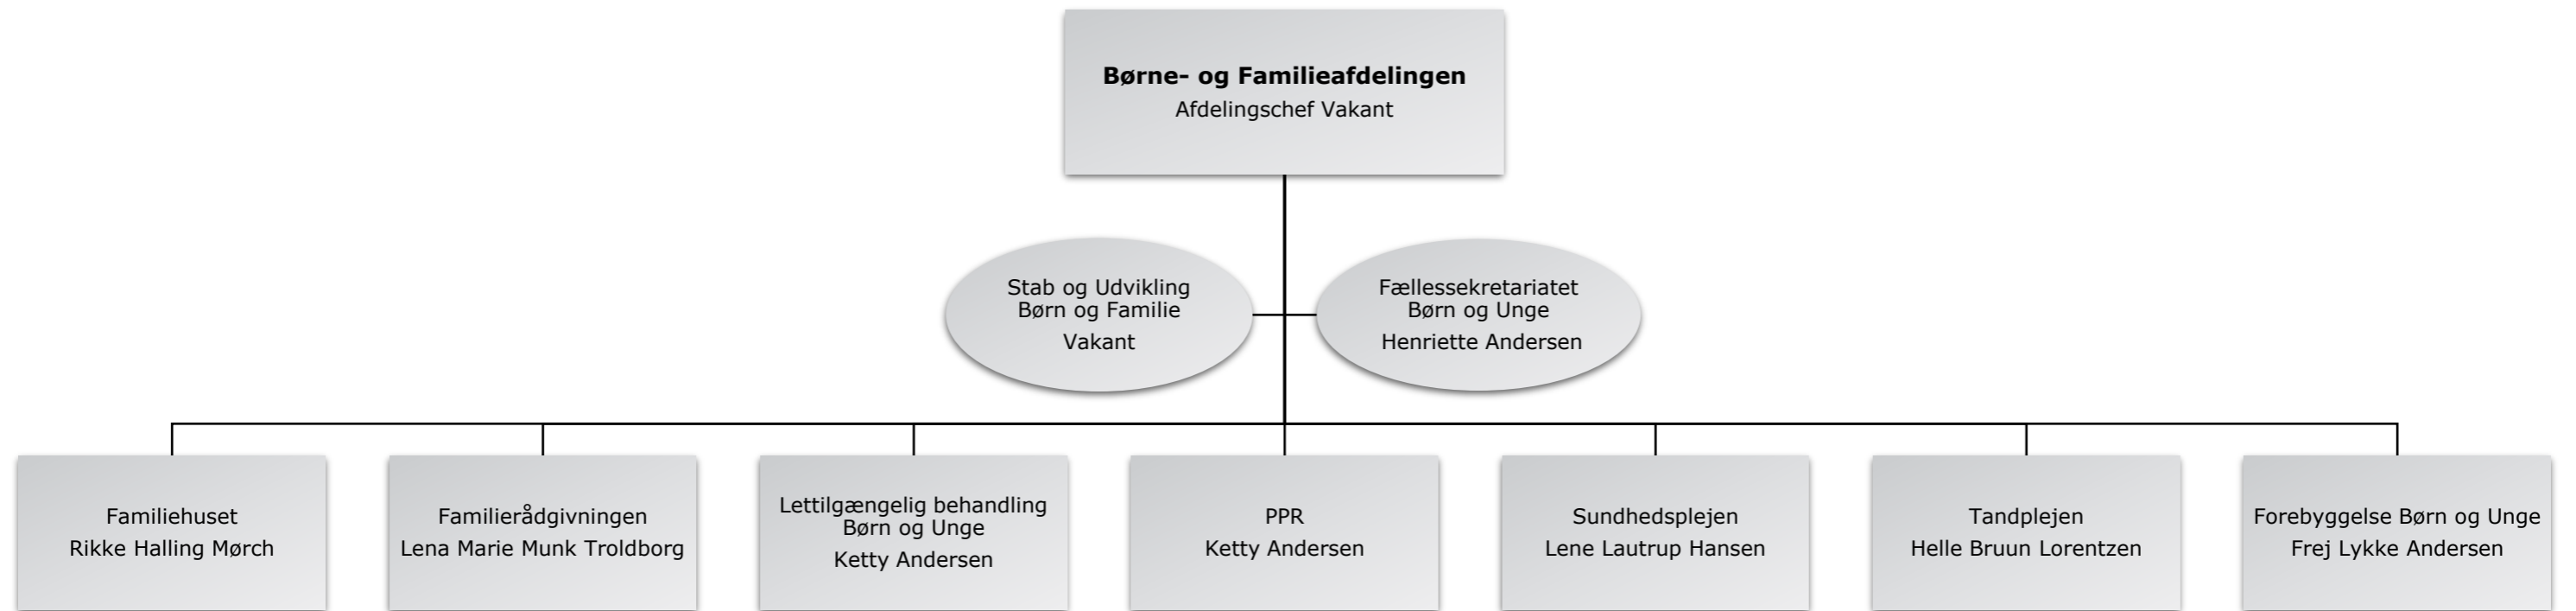 Børne- og Familieafdelingen
Afdelingschef Vakant
Stab og Udvikling
Børn og Familie
Vakant
Fællessekretariatet
Børn og Unge
Henriette Andersen
Familiehuset
Rikke Halling Mørch
Familierådgivningen
Lena Marie Munk Troldborg
Lettilgængelig behandling
Børn og Unge
Ketty Andersen
PPR
Ketty Andersen
Sundhedsplejen
Lene Lautrup Hansen
Tandplejen
Helle Bruun Lorentzen
Forebyggelse Børn og Unge
Frej Lykke Andersen